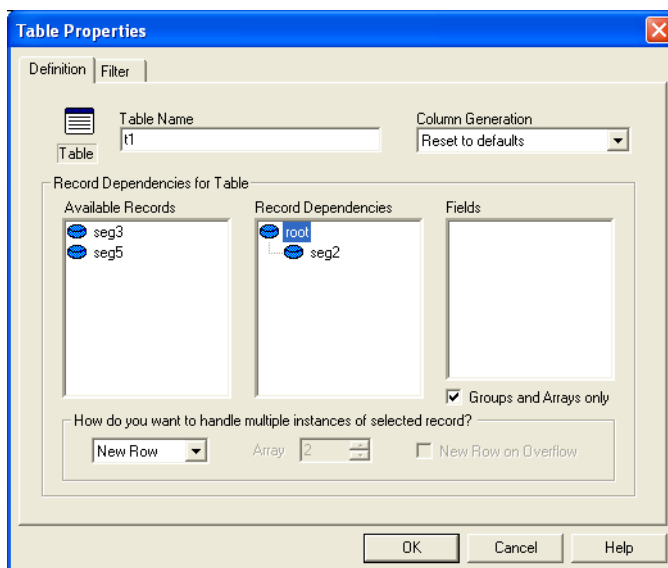 Table Properties
Definition Filter
Table Name Column Generation
t1 Reset to defaults
Table
Record Dependencies for Table
Available Records Record Dependencies Fields
seg3 root
seg5 seg2
Groups and Arrays only
How do you want to handle multiple instances of selected record?
New Row Array 2 New Row on Overflow
OK Cancel Help